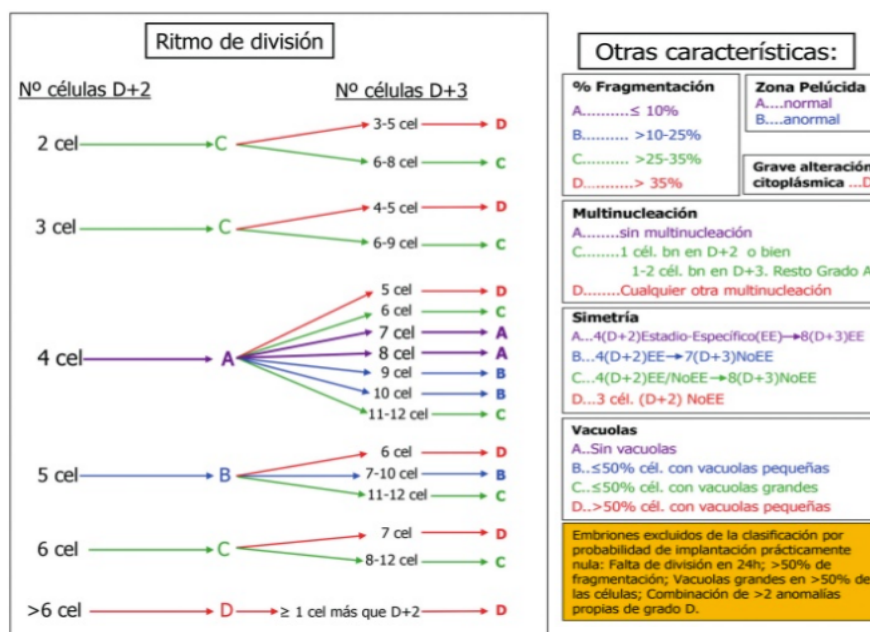 Ritmo de división
Nº células D+2
Nº células D+3
2 cel
C
3-5 cel
D
6-8 cel
C
3 cel
C
4-5 cel
D
6-9 cel
C
4 cel
A
5 cel
D
6 cel
C
7 cel
A
8 cel
A
9 cel
B
10 cel
B
11-12 cel
C
5 cel
B
6 cel
D
7-10 cel
B
11-12 cel
C
6 cel
C
7 cel
D
8-12 cel
C
>6 cel
D
≥ 1 cel más que D+2
D
Otras características:
% Fragmentación
A..........≤ 10%
B.......... >10-25%
C.......... >25-35%
D..........> 35%
Zona Pelúcida
A....normal
B....anormal
Grave alteración
citoplásmica ...D
Multinucleación
A........sin multinucleación
C........1 cél. bn en D+2 o bien
1-2 cél. bn en D+3. Resto Grado A
D........Cualquier otra multinucleación
Simetría
A...4(D+2)Estadio-Específico(EE)→8(D+3)EE
B...4(D+2)EE→7(D+3)NoEE
C...4(D+2)EE/NoEE→8(D+3)NoEE
D...3 cél. (D+2) NoEE
Vacuolas
A..Sin vacuolas
B..≤50% cél. con vacuolas pequeñas
C..≤50% cél. con vacuolas grandes
D..>50% cél. con vacuolas pequeñas
Embriones excluidos de la clasificación por
probabilidad de implantación prácticamente
nula: Falta de división en 24h; >50% de
fragmentación; Vacuolas grandes en >50% de
las células; Combinación de >2 anomalías
propias de grado D.